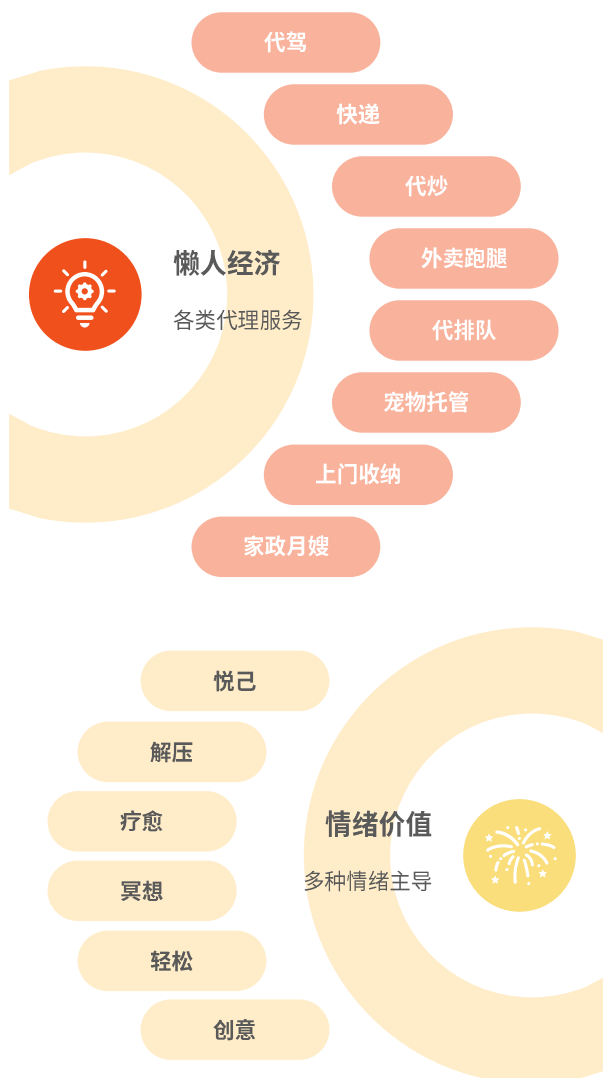 代驾
快递
代炒
外卖跑腿
代排队
宠物托管
上门收纳
家政月嫂
懒人经济
各类代理服务
悦己
解压
疗愈
冥想
轻松
创意
情绪价值
多种情绪主导